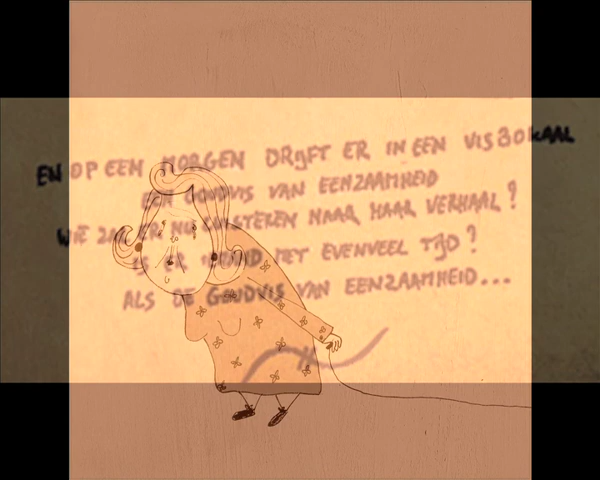 EN OP EEN MORGEN DRIJFT ER IN EEN VISBOKAAL
EEN GOUDVIS VAN EENZAAMHEID
WIE ZAL ER NU LUISTEREN NAAR HAAR VERHAAL?
IS ER IEMAND MET EVENVEEL TIJD?
ALS DE GOUDVIS VAN EENZAAMHEID...